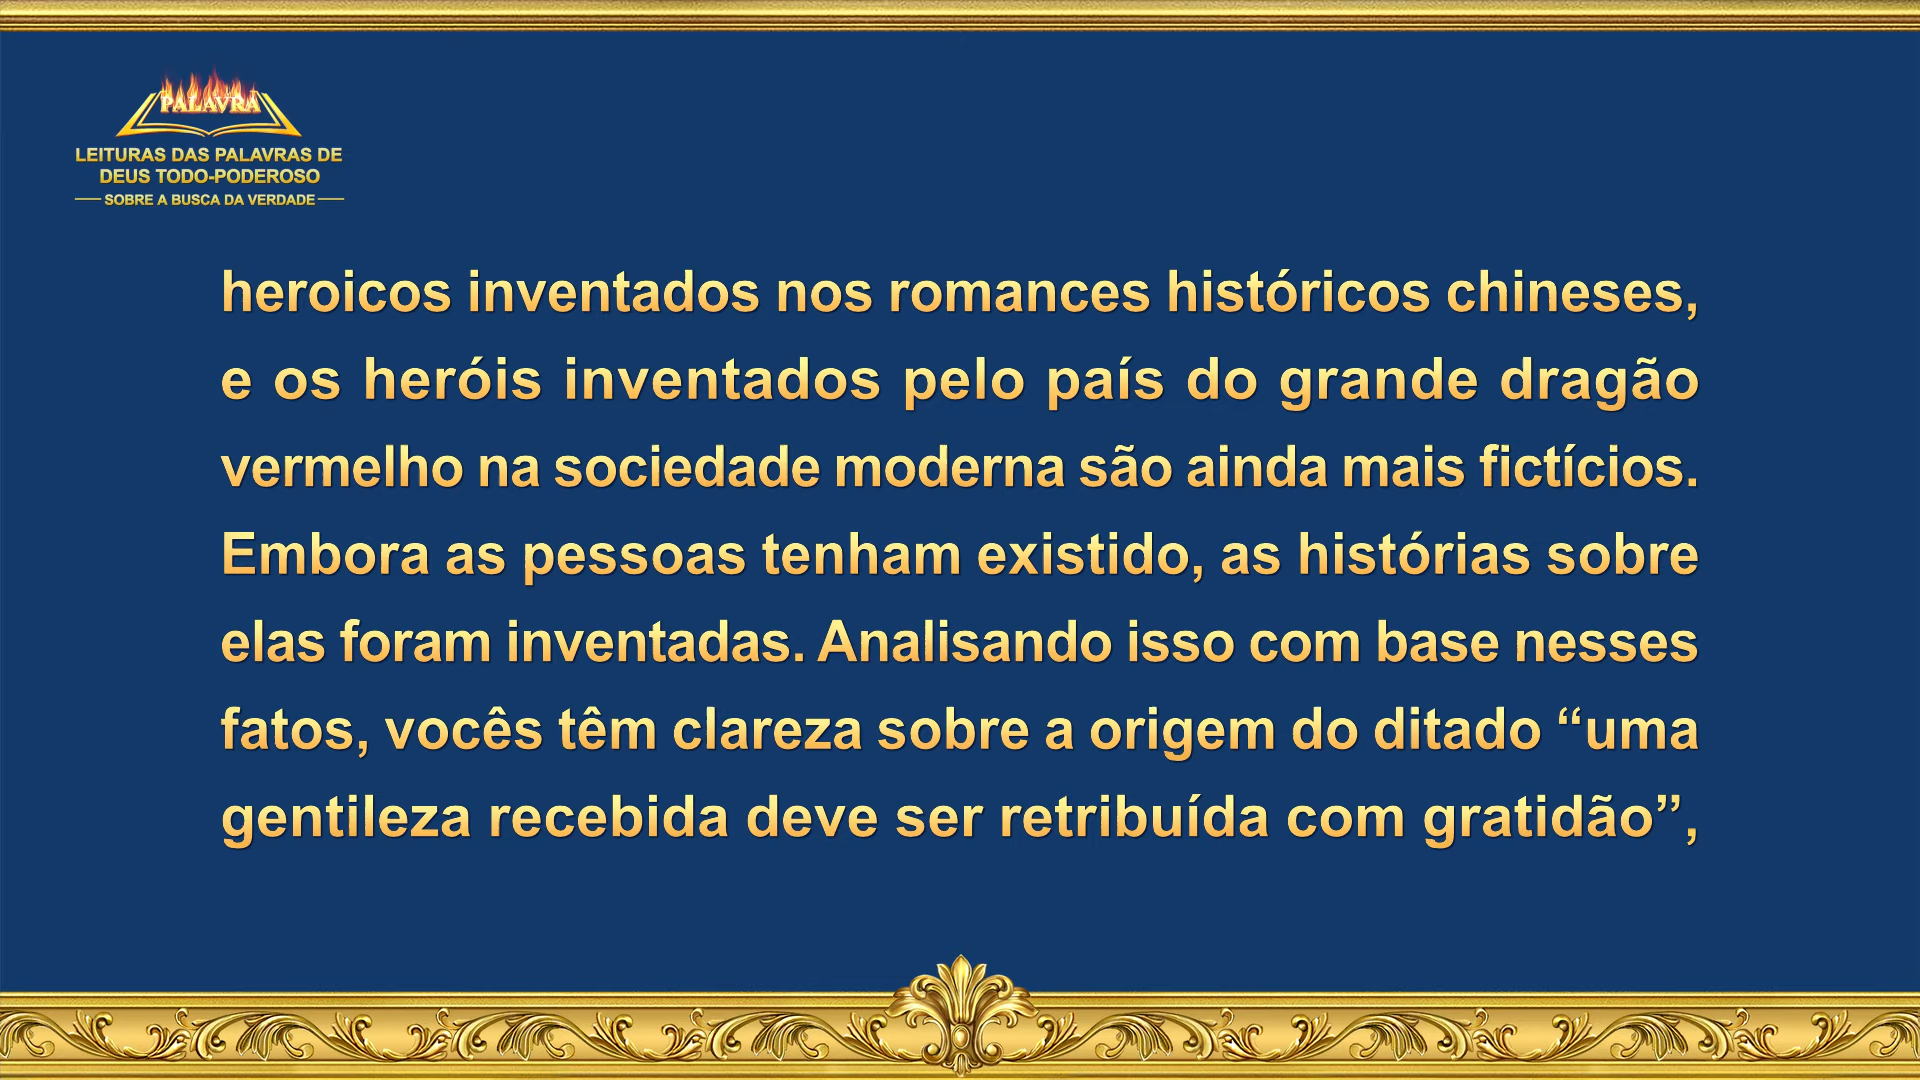 PALAVRA
LEITURAS DAS PALAVRAS DE
DEUS TODO-PODEROSO
SOBRE A BUSCA DA VERDADE
heroicos inventados nos romances históricos chineses,
e os heróis inventados pelo país do grande dragão
vermelho na sociedade moderna são ainda mais fictícios.
Embora as pessoas tenham existido, as histórias sobre
elas foram inventadas. Analisando isso com base nesses
fatos, vocês têm clareza sobre a origem do ditado “uma
gentileza recebida deve ser retribuída com gratidão”,